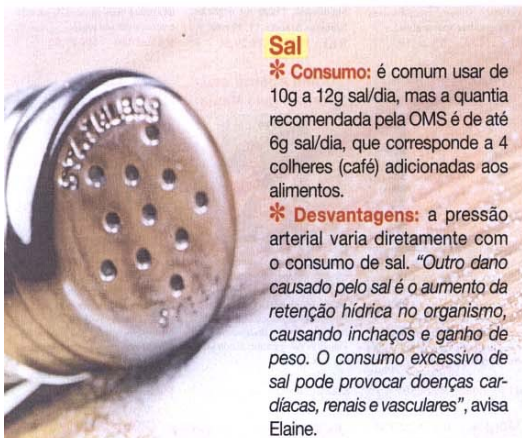 STAINLESS
Sal
* Consumo: é comum usar de
10g a 12g sal/dia, mas a quantia
recomendada pela OMS é de até
6g sal/dia, que corresponde a 4
colheres (café) adicionadas aos
alimentos.
* Desvantagens: a pressão
arterial varia diretamente com
o consumo de sal. “Outro dano
causado pelo sal é o aumento da
retenção hídrica no organismo,
causando inchaços e ganho de
peso. O consumo excessivo de
sal pode provocar doenças car-
díacas, renais e vasculares”, avisa
Elaine.